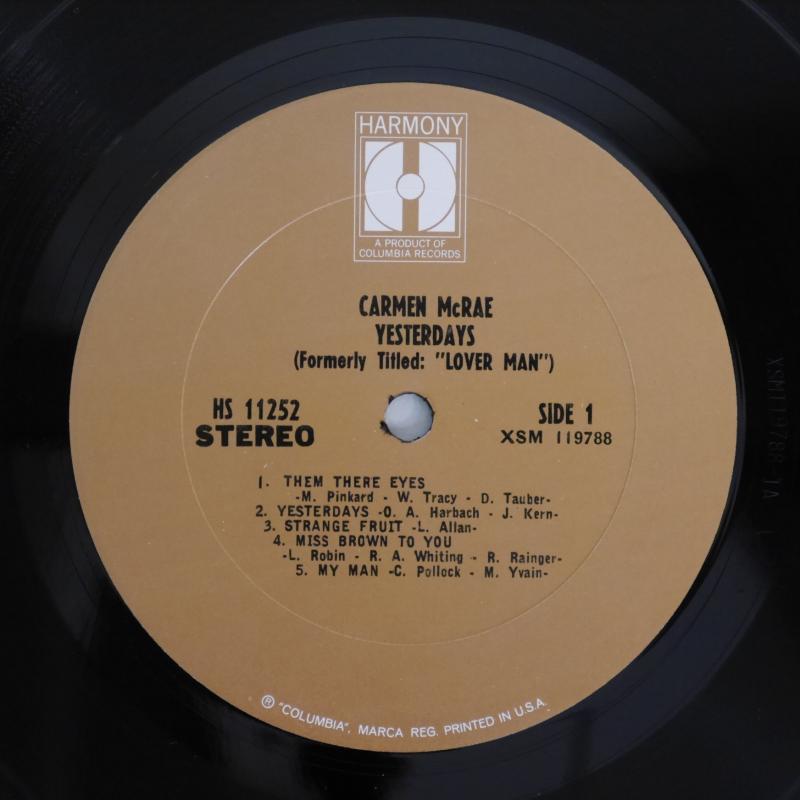 HARMONY
A PRODUCT OF
COLUMBIA RECORDS
CARMEN McRAE
YESTERDAYS
(Formerly Titled: "LOVER MAN")
HS 11252
STEREO
SIDE 1
XSM 119788
1. THEM THERE EYES
-M. Pinkard - W. Tracy - D. Tauber-
2. YESTERDAYS -O. A. Harbach - J. Kern-
3. STRANGE FRUIT -L. Allan-
4. MISS BROWN TO YOU
-L. Robin - R. A. Whiting - R. Rainger-
5. MY MAN -C. Pollock - M. Yvain-
® "COLUMBIA", MARCA REG. PRINTED IN U.S.A.
XSM119788-1A